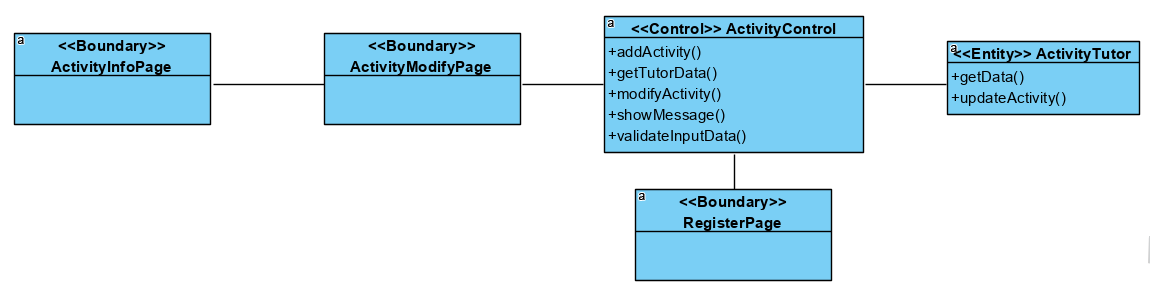 a
<<Boundary>>
ActivityInfoPage
a
<<Boundary>>
ActivityModifyPage
a
<<Control>> ActivityControl
+addActivity()
+getTutorData()
+modifyActivity()
+showMessage()
+validateInputData()
a
<<Entity>> ActivityTutor
+getData()
+updateActivity()
a
<<Boundary>>
RegisterPage